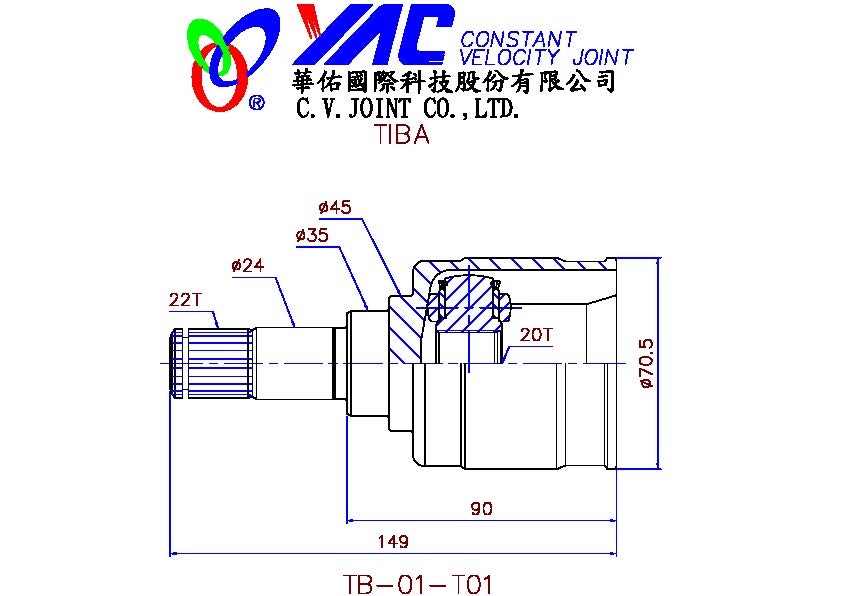 YAC CONSTANT
VELOCITY JOINT
®
華佑國際科技股份有限公司
C.V.JOINT CO.,LTD.
TIBA
ø45
ø35
ø24
22T
20T
ø70.5
90
149
TB-01-T01